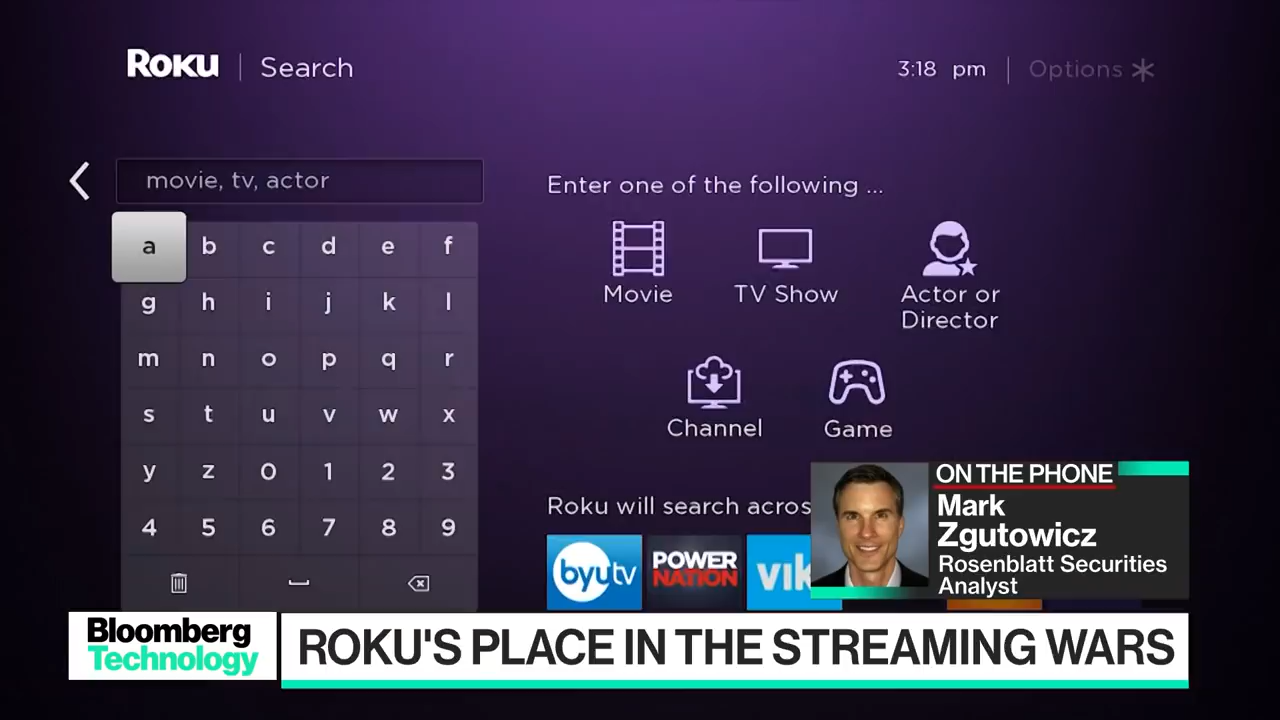 Roku | Search
3:18 pm | Options
movie, tv, actor
Enter one of the following ...
a b c d e f
g h i j k l
m n o p q r
s t u v w x
y z 0 1 2 3
4 5 6 7 8 9
Movie
TV Show
Actor or
Director
Channel
Game
Roku will search acros
byutv
POWER
NATION
vik
ON THE PHONE
Mark
Zgutowicz
Rosenblatt Securities
Analyst
Bloomberg
Technology
ROKU'S PLACE IN THE STREAMING WARS